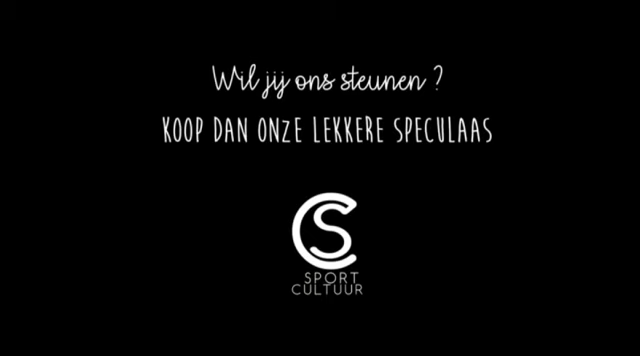 Wil jij ons steunen ?
KOOP DAN ONZE LEKKERE SPECULAAS
CS
SPORT
CULTUUR